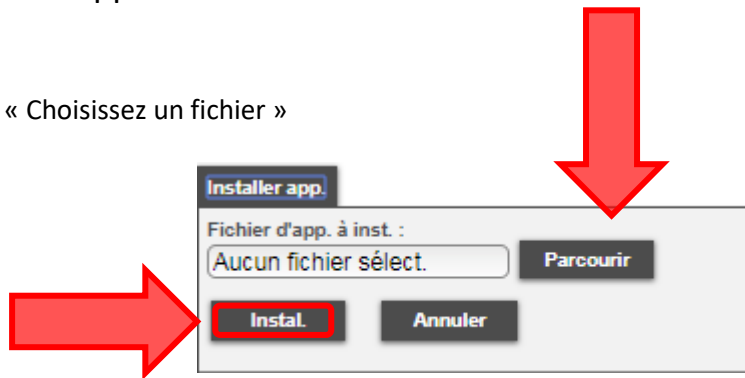 « Choisissez un fichier »
Installer app.
Fichier d'app. à inst. :
Aucun fichier sélect.
Parcourir
Instal.
Annuler